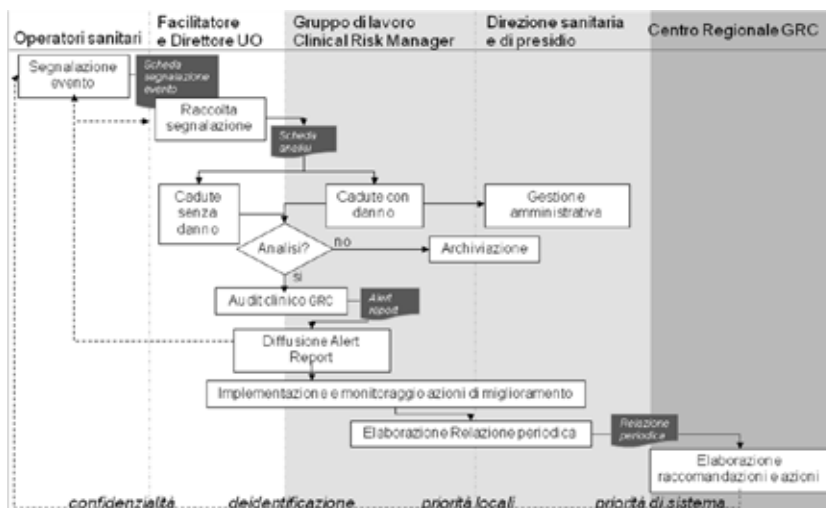 Operatori sanitari
Facilitatore
e Direttore UO
Gruppo di lavoro
Clinical Risk Manager
Direzione sanitaria
e di presidio
Centro Regionale GRC
Segnalazione
evento
Scheda
segnalazione
evento
Raccolta
segnalazione
Scheda
analisi
Cadute
senza
danno
Cadute con
danno
Gestione
amministrativa
Analisi?
no
Archiviazione
si
Audit clinico GRC
Alert
report
Diffusione Alert
Report
Implementazione e monitoraggio azioni di miglioramento
Elaborazione Relazione periodica
Relazione
periodica
Elaborazione
raccomandazioni e azioni
confidenzialità
deidentificazione
priorità locali
priorità di sistema